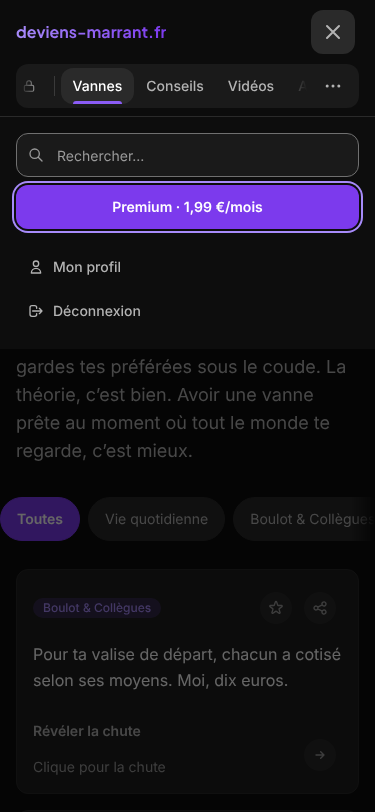 deviens-marrant.fr
Vannes Conseils Vidéos
Rechercher...
Premium · 1,99 €/mois
Mon profil
Déconnexion
gardes tes préférées sous le coude. La
théorie, c'est bien. Avoir une vanne
prête au moment où tout le monde te
regarde, c'est mieux.
Toutes Vie quotidienne Boulot & Collègues
Boulot & Collègues
Pour ta valise de départ, chacun a cotisé
selon ses moyens. Moi, dix euros.
Révéler la chute
Clique pour la chute